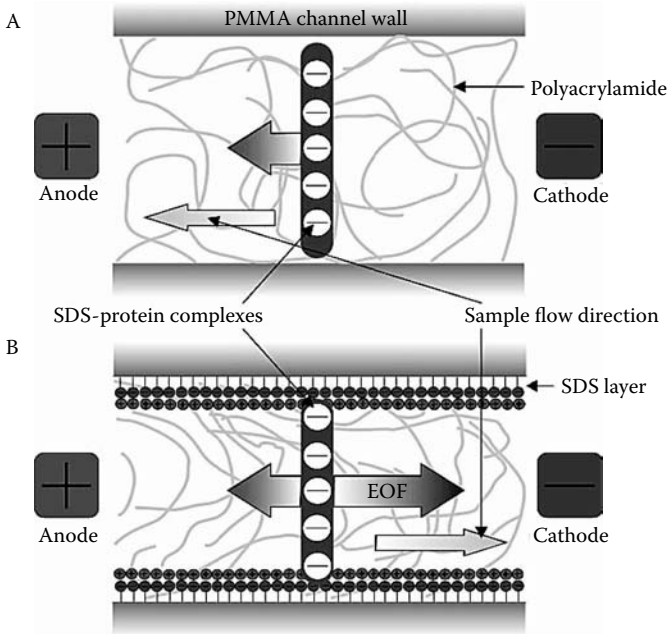 A
PMMA channel wall
Polyacrylamide
Anode
Cathode
SDS-protein complexes
Sample flow direction
B
SDS layer
EOF
Anode
Cathode